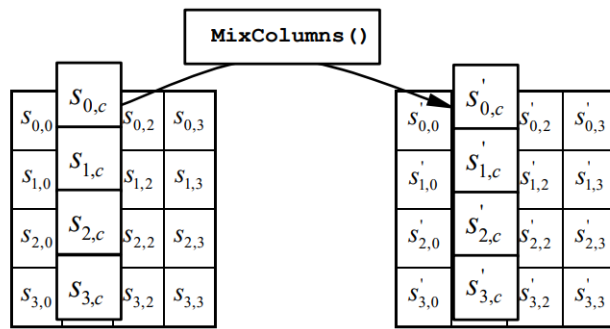 MixColumns()
s0,c s'0,c
s0,0 s0,2 s0,3 s'0,0 s'0,2 s'0,3
s1,c s'1,c
s1,0 s1,2 s1,3 s'1,0 s'1,2 s'1,3
s2,c s'2,c
s2,0 s2,2 s2,3 s'2,0 s'2,2 s'2,3
s3,c s'3,c
s3,0 s3,2 s3,3 s'3,0 s'3,2 s'3,3